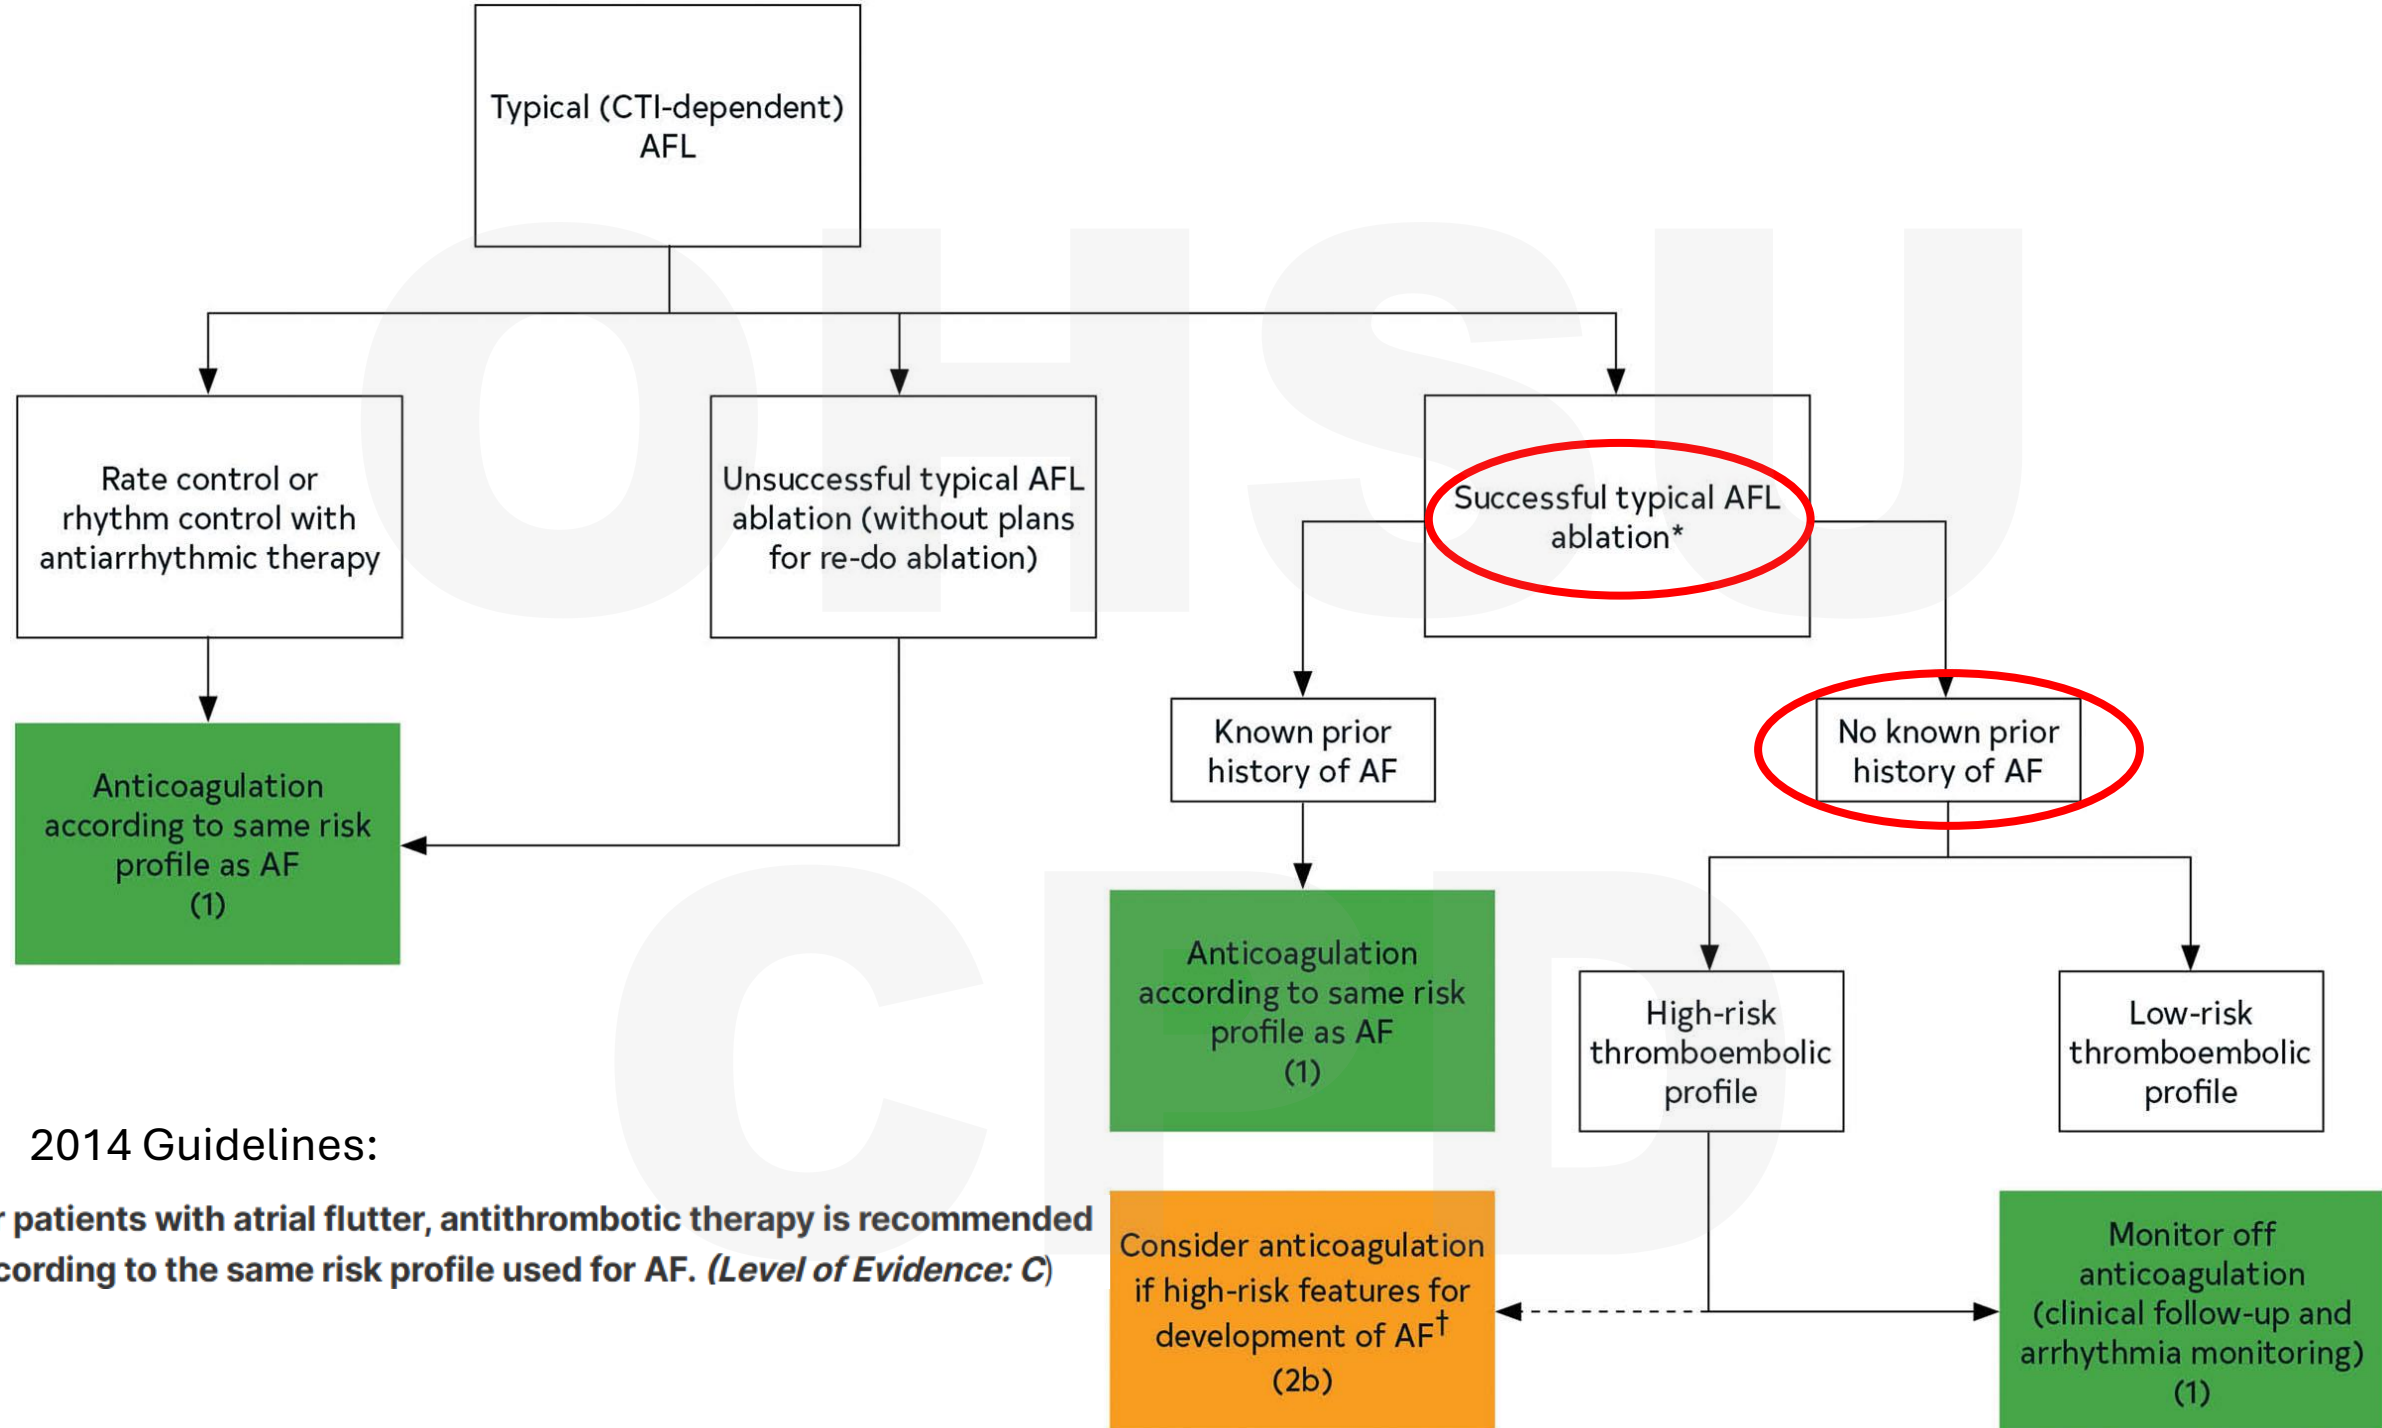 Typical (CTI-dependent)
AFL
Rate control or
rhythm control with
antiarrhythmic therapy
Unsuccessful typical AFL
ablation (without plans
for re-do ablation)
Successful typical AFL
ablation*
Known prior
history of AF
No known prior
history of AF
Anticoagulation
according to same risk
profile as AF
(1)
Anticoagulation
according to same risk
profile as AF
(1)
High-risk
thromboembolic
profile
Low-risk
thromboembolic
profile
2014 Guidelines:
r patients with atrial flutter, antithrombotic therapy is recommended
cording to the same risk profile used for AF. (Level of Evidence: C)
Consider anticoagulation
if high-risk features for
development of AF†
(2b)
Monitor off
anticoagulation
(clinical follow-up and
arrhythmia monitoring)
(1)
OHSU
CPD